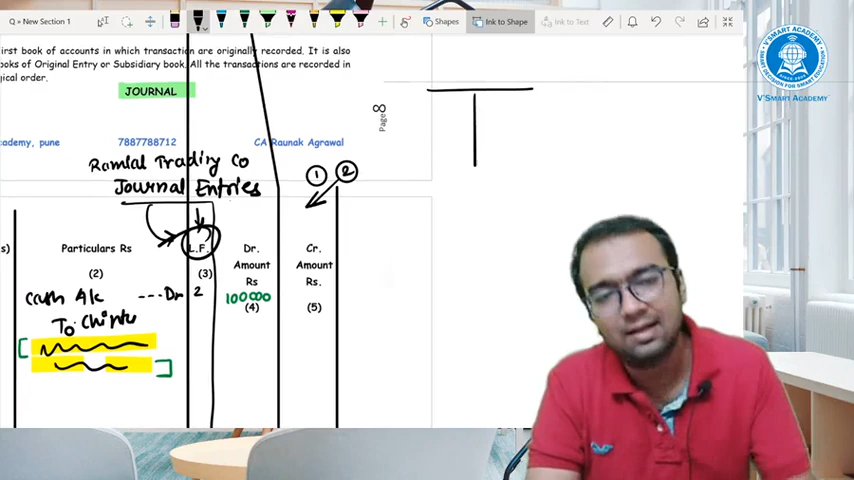 Q » New Section 1
Shapes
Ink to Shape
Ink to Text
V'SMART ACADEMY
irst book of accounts in which transaction are originally recorded. It is also
ooks of Original Entry or Subsidiary book. All the transactions are recorded in
gical order.
JOURNAL
V'SMART ACADEMY
Page 8
ademy, pune 7887788712 CA Raunak Agrawal
Ramlal Trading Co
Journal Entries
1 2
s) Particulars Rs L.F. Dr. Cr.
Amount Amount
(2) (3) Rs Rs.
Cash A/c ---Dr 2 100000
(4) (5)
To